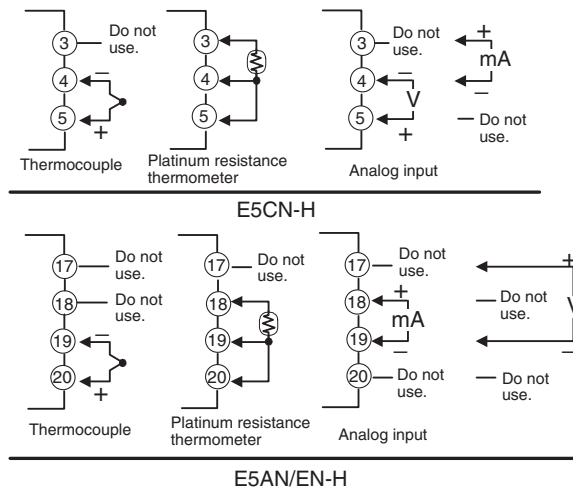 3
Do not
use.
4
–
5
+
Thermocouple
3
4
5
Platinum resistance
thermometer
3
Do not
use.
4
–
V
5
+
Analog input
+
mA
–
Do not
use.
E5CN-H
17
Do not
use.
18
Do not
use.
19
–
20
+
Thermocouple
17
Do not
use.
18
19
20
Platinum resistance
thermometer
17
Do not
use.
18
+
mA
19
–
20
Do not
use.
Analog input
+
Do not
use.
V
–
Do not
use.
E5AN/EN-H